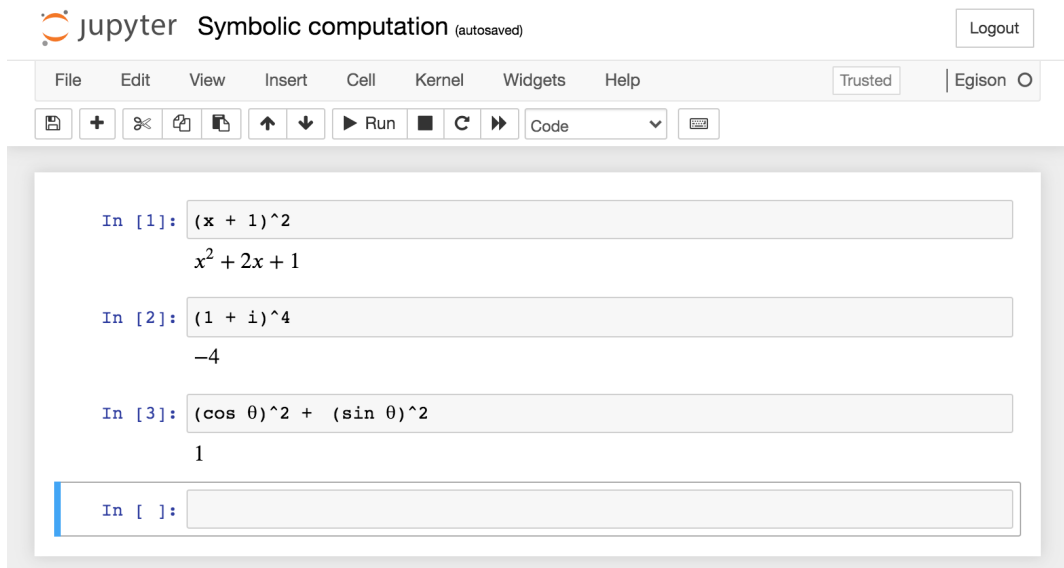 jupyter Symbolic computation (autosaved) Logout
File Edit View Insert Cell Kernel Widgets Help Trusted Egison
Run Code
In [1]: (x + 1)^2
x² + 2x + 1
In [2]: (1 + i)^4
−4
In [3]: (cos θ)^2 + (sin θ)^2
1
In [ ]: